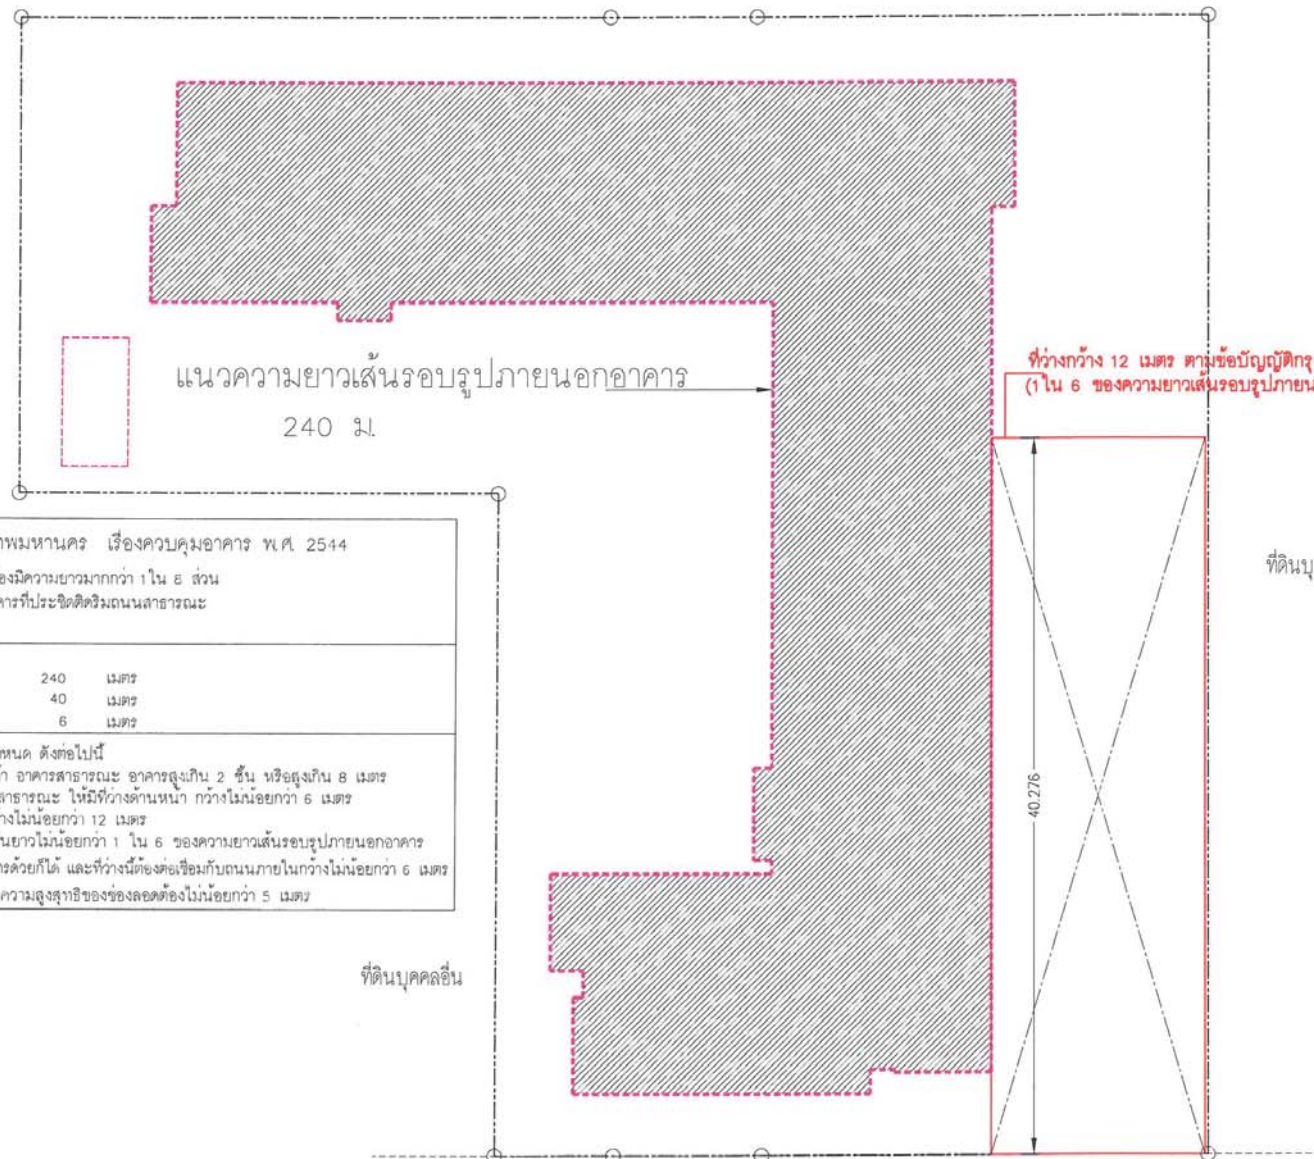 แนวความยาวเส้นรอบรูปภายนอกอาคาร
240 ม.
ที่ว่างกว้าง 12 เมตร ตามข้อบัญญัติกรุ
(1 ใน 6 ของความยาวเส้นรอบรูปภายน
เทพมหานคร เรื่องควบคุมอาคาร พ.ศ. 2544
องมีความยาวมากกว่า 1 ใน 8 ส่วน
คารที่ประชิดติดริมถนนสาธารณะ
240 เมตร
40 เมตร
6 เมตร
หนด ดังต่อไปนี้
อาคารสาธารณะ อาคารสูงเกิน 2 ชั้น หรือสูงเกิน 8 เมตร
สาธารณะ ให้มีที่ว่างด้านหน้า กว้างไม่น้อยกว่า 6 เมตร
างไม่น้อยกว่า 12 เมตร
นยาวไม่น้อยกว่า 1 ใน 6 ของความยาวเส้นรอบรูปภายนอกอาคาร
รด้วยก็ได้ และที่ว่างนี้ต้องต่อเชื่อมกับถนนภายในกว้างไม่น้อยกว่า 6 เมตร
ความสูงสุทธิของช่องลอดต้องไม่น้อยกว่า 5 เมตร
40.276
ที่ดินบุ
ที่ดินบุคคลอื่น